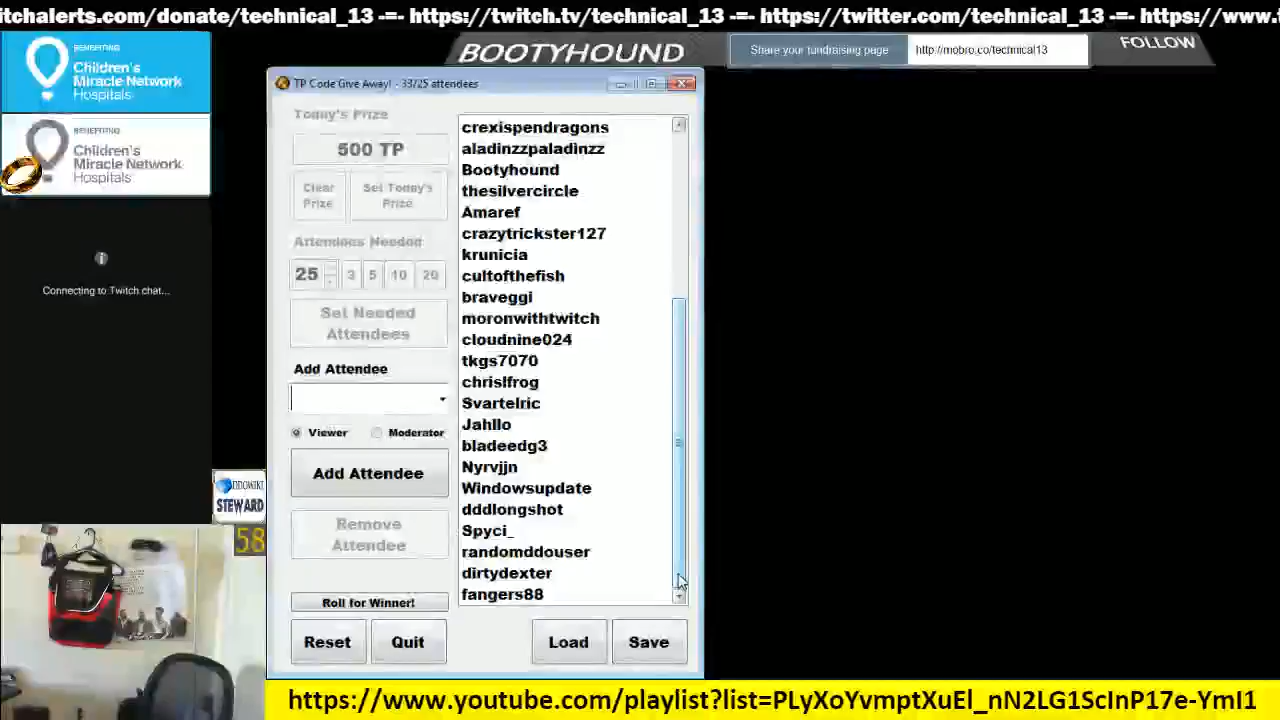 itchalerts.com/donate/technical_13 -=- https://twitch.tv/technical_13 -=- https://twitter.com/technical_13 -=- https://www.
BENEFITING
Children's
Miracle Network
Hospitals
BENEFITING
Children's
Miracle Network
Hospitals
BOOTYHOUND
Share your fundraising page
http://mobro.co/technical13
FOLLOW
Connecting to Twitch chat...
TP Code Give Away! - 33/25 attendees
Today's Prize
500 TP
Clear
Prize
Set Today's
Prize
Attendees Needed
25
3
5
10
20
Set Needed
Attendees
Add Attendee
Viewer
Moderator
Add Attendee
Remove
Attendee
Roll for Winner!
Reset
Quit
crexispendragons
aladinzzpaladinzz
Bootyhound
thesilvercircle
Amaref
crazytrickster127
krunicia
cultofthefish
braveggi
moronwithtwitch
cloudnine024
tkgs7070
chrislfrog
Svartelric
Jahllo
bladeedg3
Nyrvjjn
Windowsupdate
dddlongshot
Spyci_
randomddouser
dirtydexter
fangers88
Load
Save
DDOWIKI
STEWARD
58
https://www.youtube.com/playlist?list=PLyXoYvmptXuEl_nN2LG1ScInP17e-YmI1